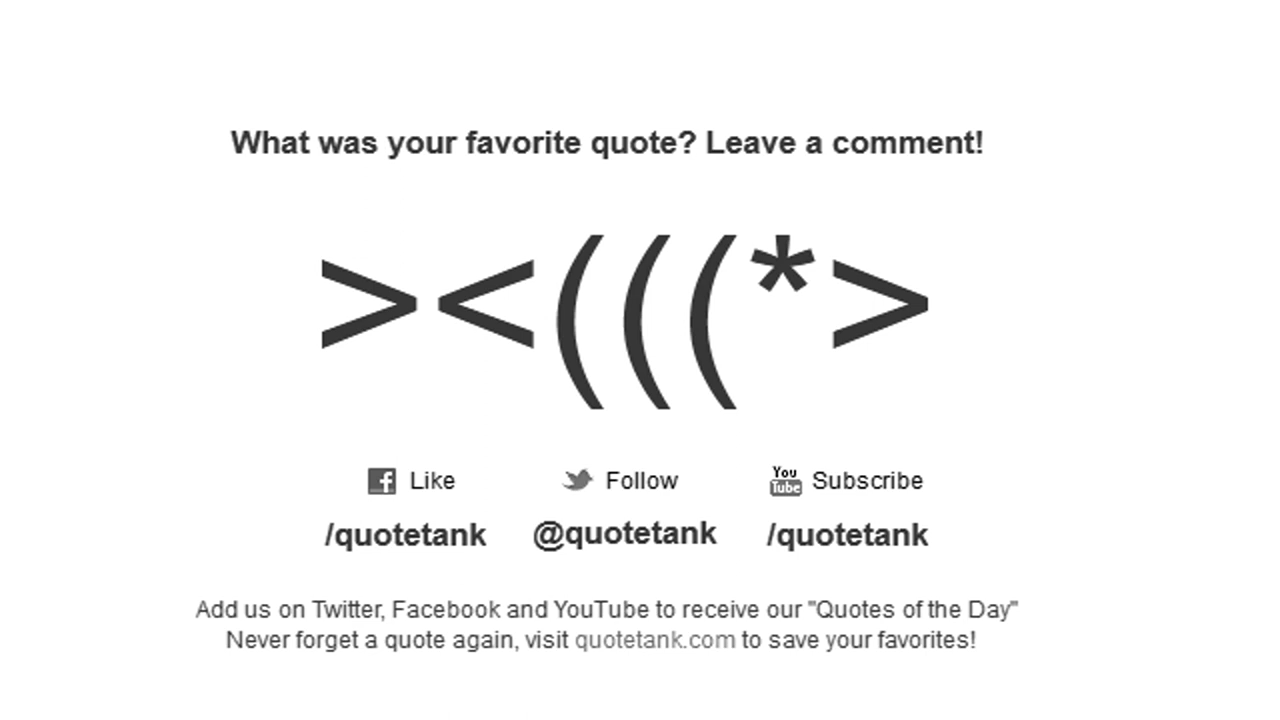 What was your favorite quote? Leave a comment!
><(((*>
Like Follow You Tube Subscribe
/quotetank @quotetank /quotetank
Add us on Twitter, Facebook and YouTube to receive our "Quotes of the Day"
Never forget a quote again, visit quotetank.com to save your favorites!